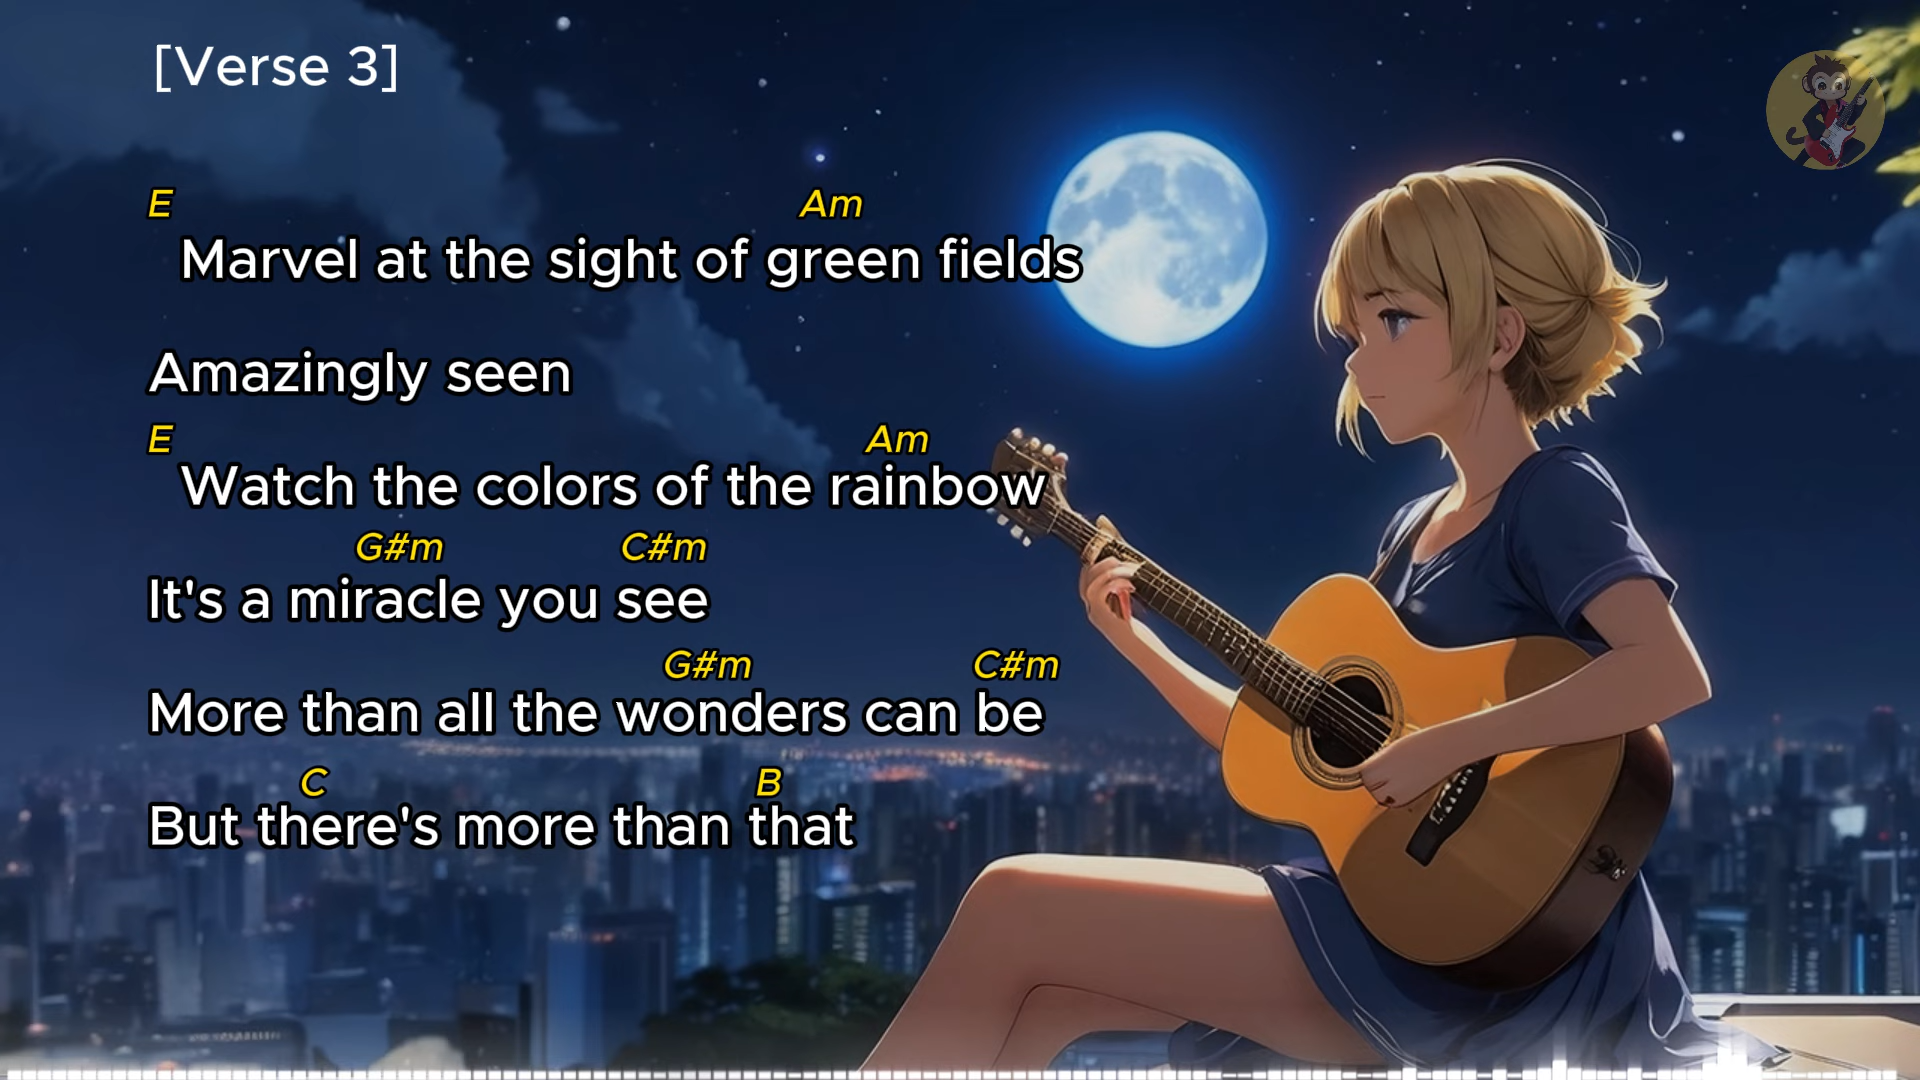 [Verse 3]
E Am
Marvel at the sight of green fields
Amazingly seen
E Am
Watch the colors of the rainbow
G#m C#m
It's a miracle you see
G#m C#m
More than all the wonders can be
C B
But there's more than that